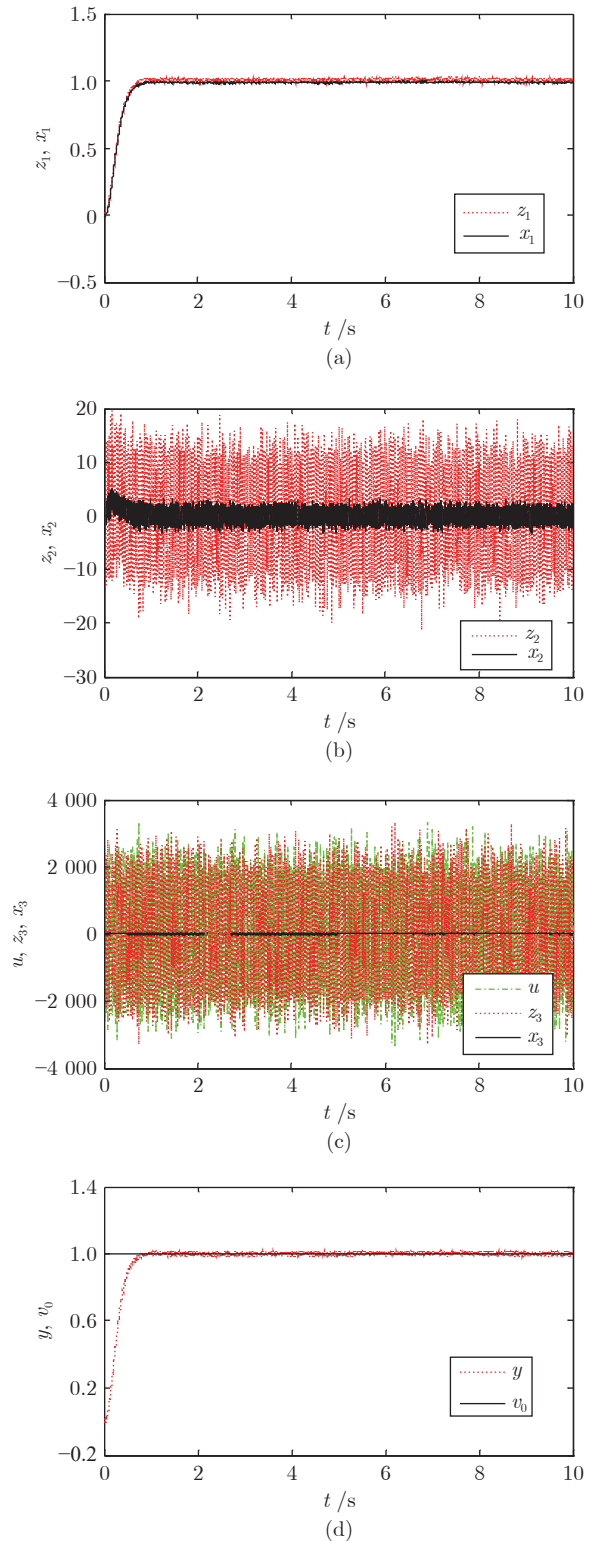 1.5
1.0
0.5
0
−0.5
z₁, x₁
z₁
x₁
0 2 4 6 8 10
t /s
(a)
20
10
0
−10
−20
−30
z₂, x₂
z₂
x₂
0 2 4 6 8 10
t /s
(b)
4 000
2 000
0
−2 000
−4 000
u, z₃, x₃
u
z₃
x₃
0 2 4 6 8 10
t /s
(c)
1.4
1.0
0.6
0.2
−0.2
y, v₀
y
v₀
0 2 4 6 8 10
t /s
(d)